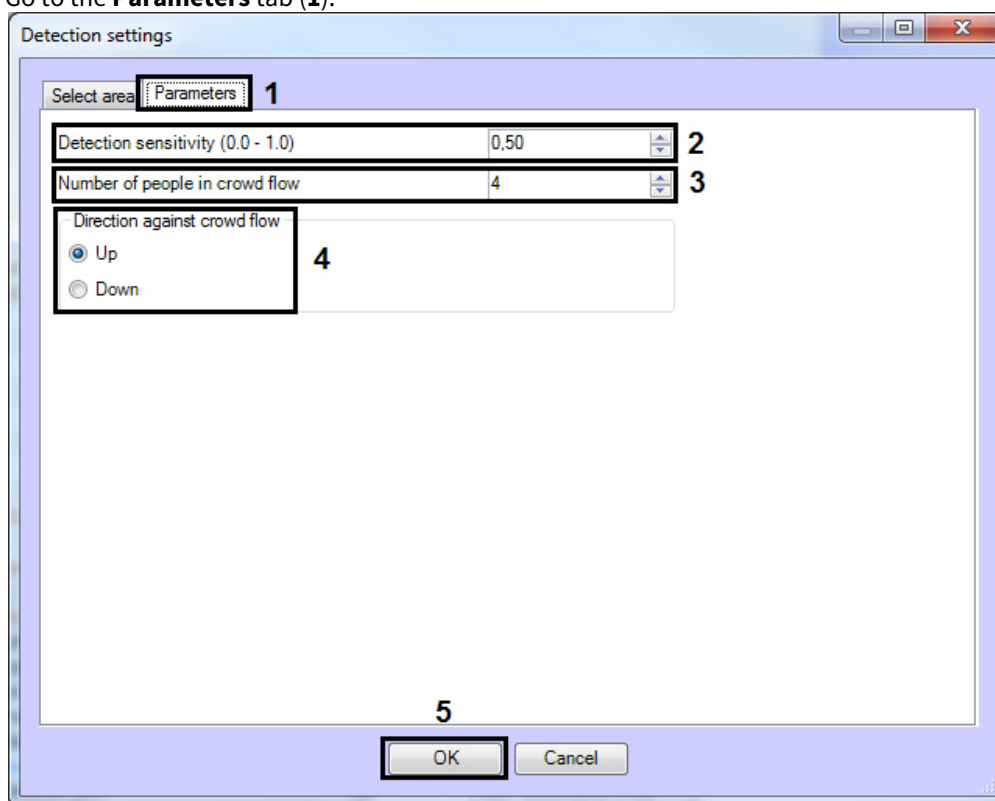 Go to the Parameters tab (1).
Detection settings
Select area Parameters 1
Detection sensitivity (0.0 - 1.0) 0,50 2
Number of people in crowd flow 4 3
Direction against crowd flow
Up 4
Down
5
OK Cancel